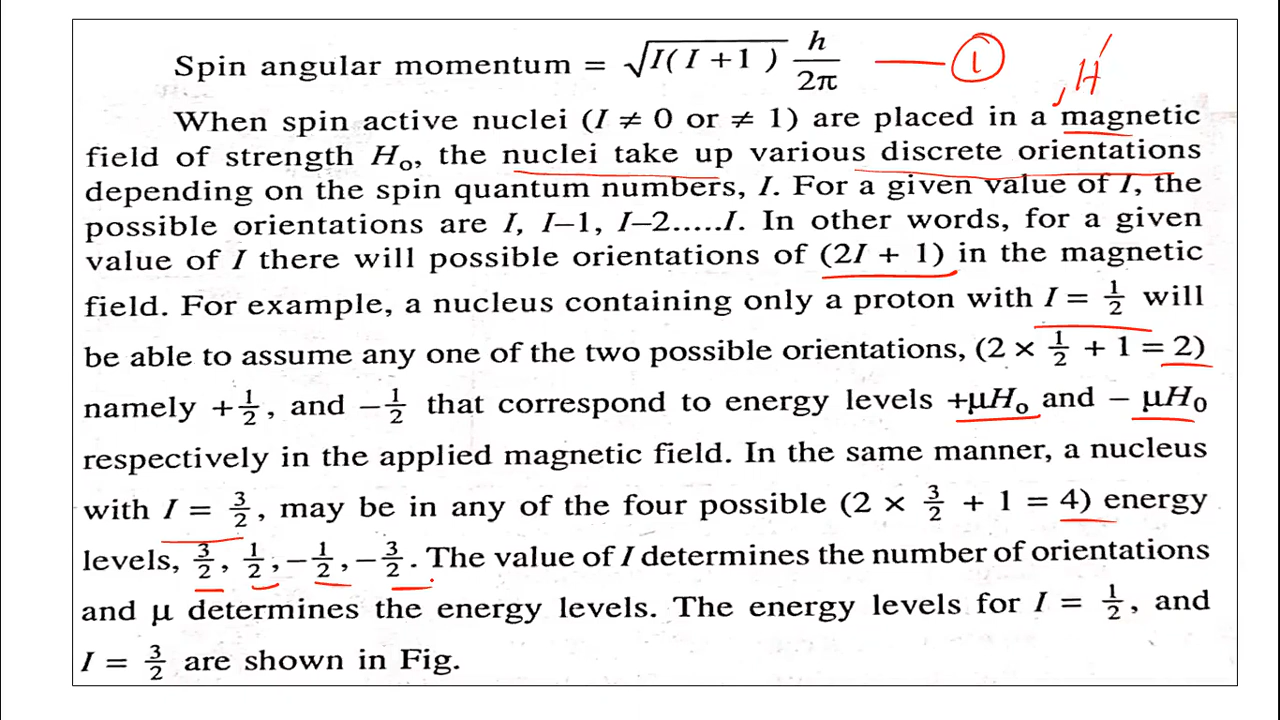 Spin angular momentum = √I(I+1) h/2π —— ①
H
When spin active nuclei (I ≠ 0 or ≠ 1) are placed in a magnetic
field of strength H₀, the nuclei take up various discrete orientations
depending on the spin quantum numbers, I. For a given value of I, the
possible orientations are I, I–1, I–2.....I. In other words, for a given
value of I there will possible orientations of (2I + 1) in the magnetic
field. For example, a nucleus containing only a proton with I = 1/2 will
be able to assume any one of the two possible orientations, (2 × 1/2 + 1 = 2)
namely +1/2, and −1/2 that correspond to energy levels +μH₀ and − μH₀
respectively in the applied magnetic field. In the same manner, a nucleus
with I = 3/2, may be in any of the four possible (2 × 3/2 + 1 = 4) energy
levels, 3/2, 1/2, −1/2, −3/2. The value of I determines the number of orientations
and μ determines the energy levels. The energy levels for I = 1/2, and
I = 3/2 are shown in Fig.